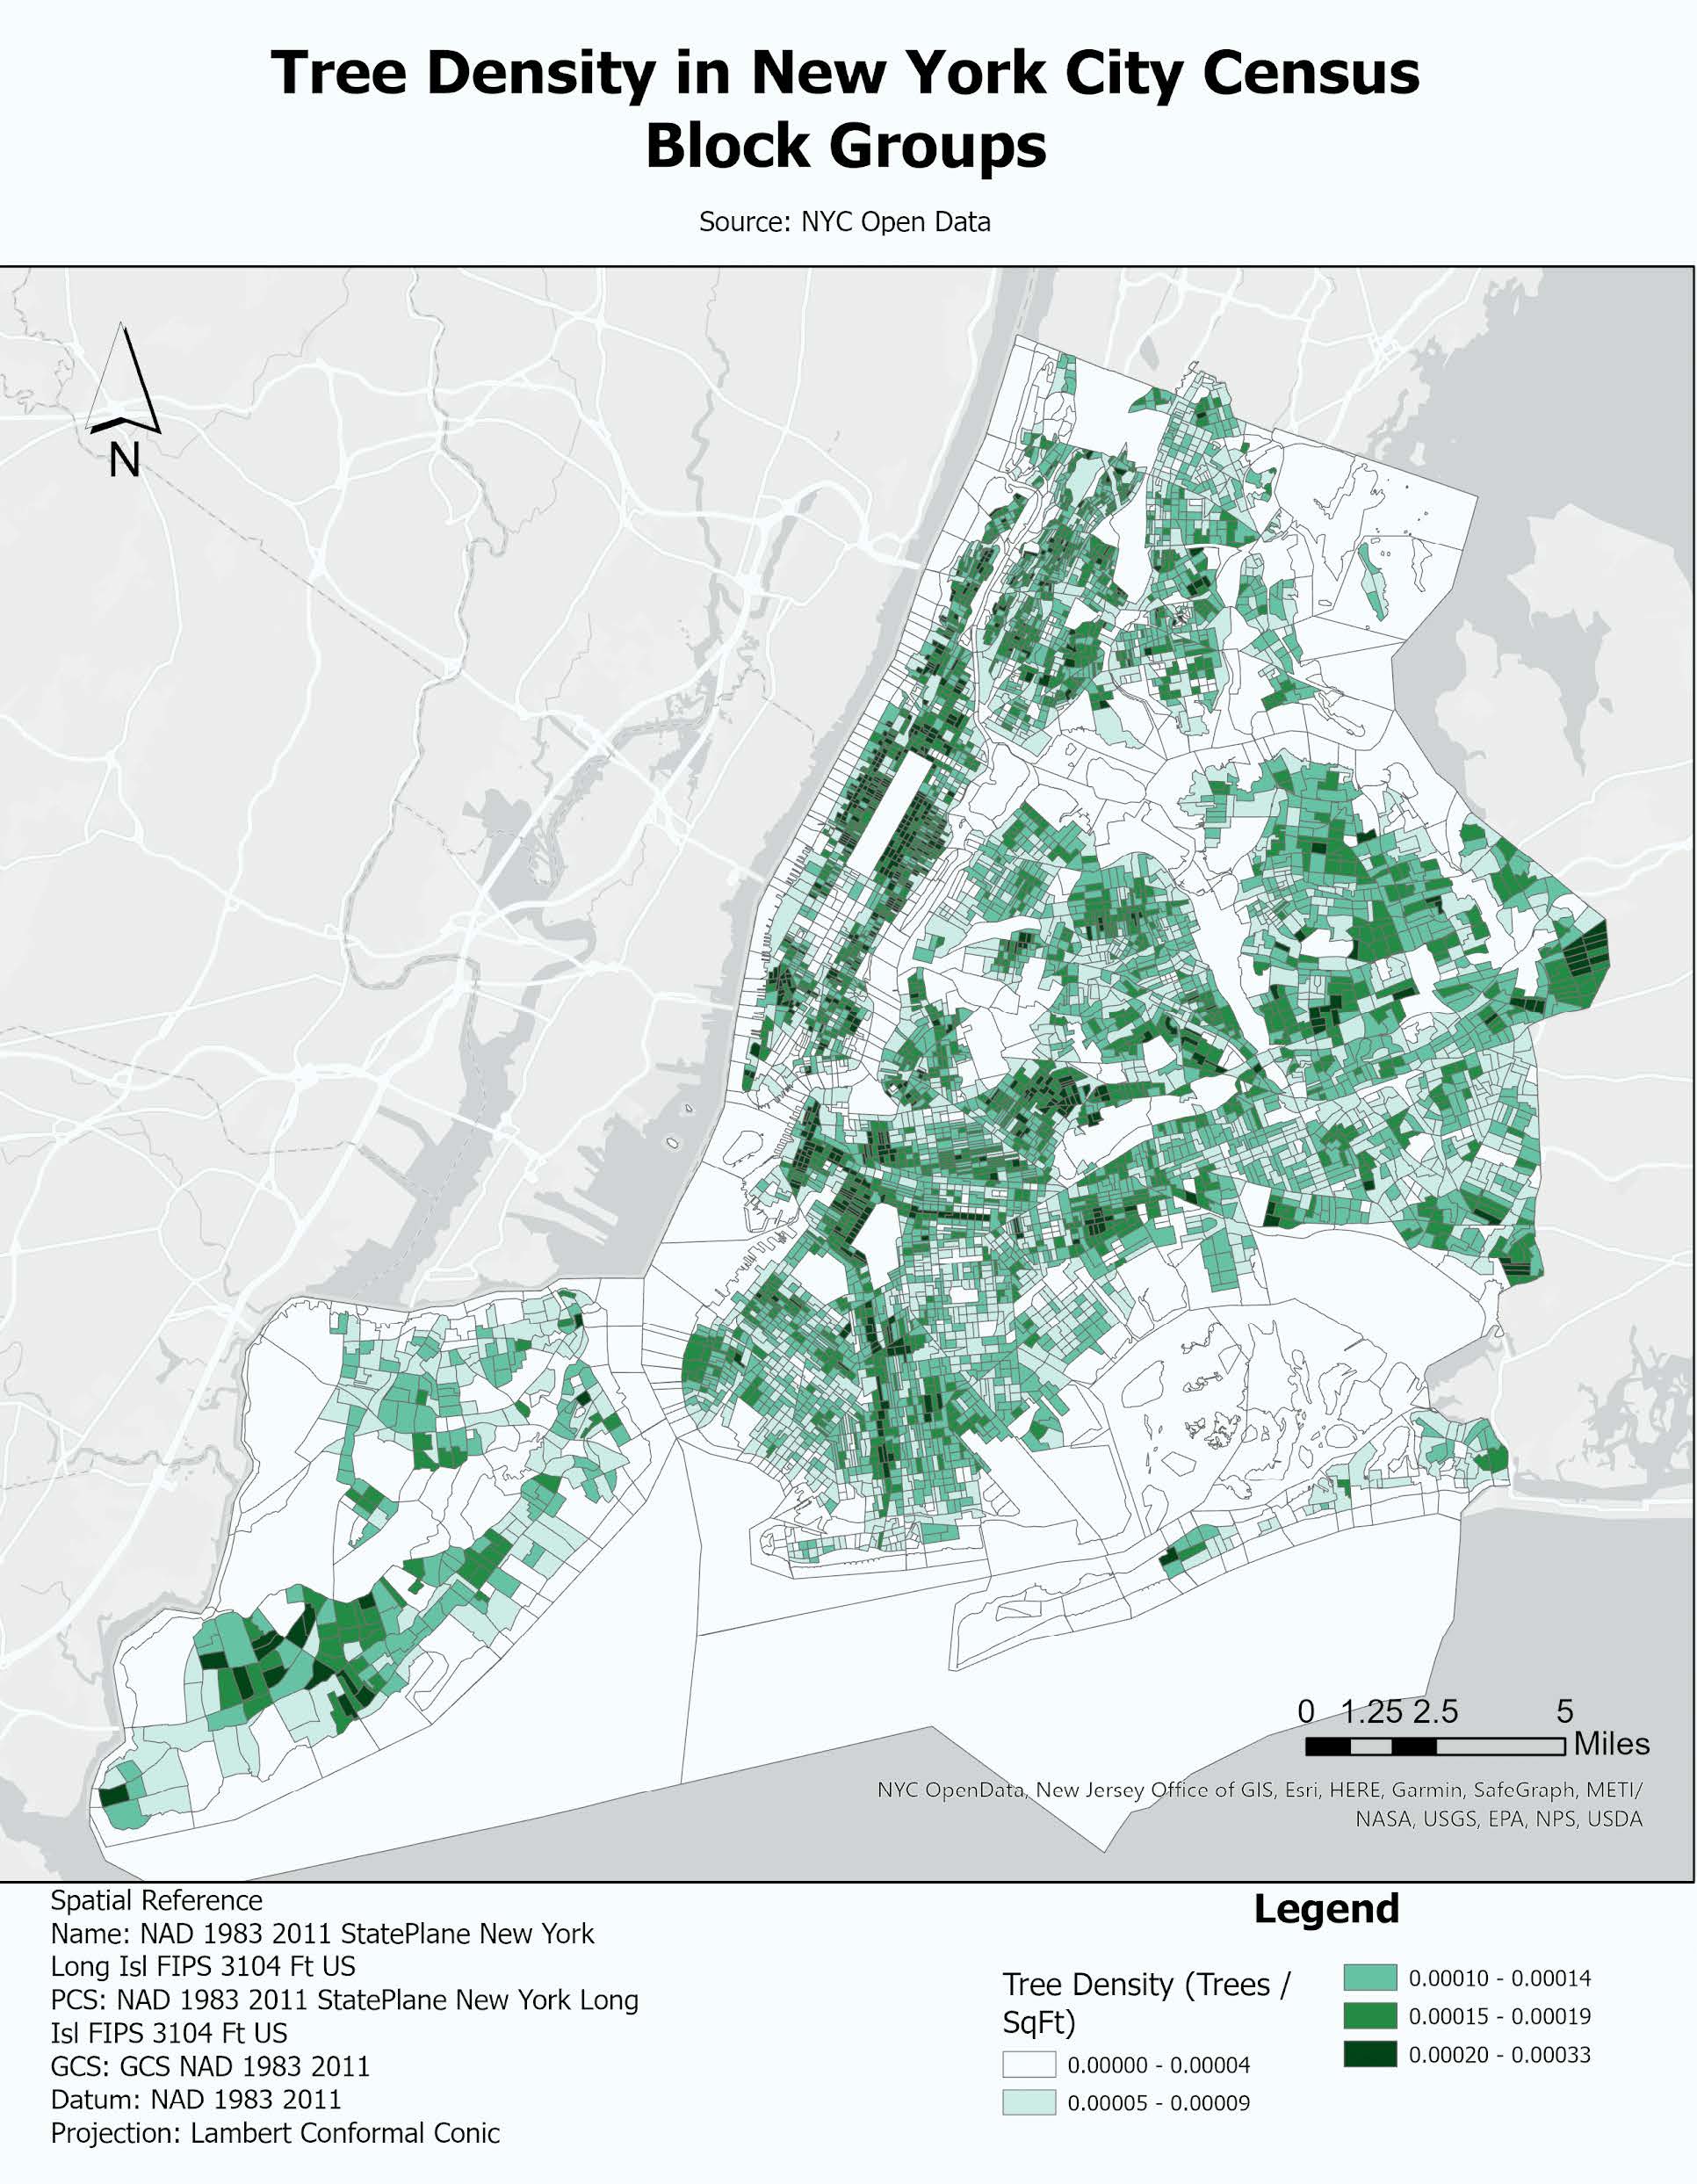 Tree Density in New York City Census
Block Groups
Source: NYC Open Data
N
0 1.25 2.5 5
Miles
NYC OpenData, New Jersey Office of GIS, Esri, HERE, Garmin, SafeGraph, METI/
NASA, USGS, EPA, NPS, USDA
Spatial Reference
Name: NAD 1983 2011 StatePlane New York
Long Isl FIPS 3104 Ft US
PCS: NAD 1983 2011 StatePlane New York Long
Isl FIPS 3104 Ft US
GCS: GCS NAD 1983 2011
Datum: NAD 1983 2011
Projection: Lambert Conformal Conic
Legend
Tree Density (Trees /
SqFt)
0.00000 - 0.00004
0.00005 - 0.00009
0.00010 - 0.00014
0.00015 - 0.00019
0.00020 - 0.00033